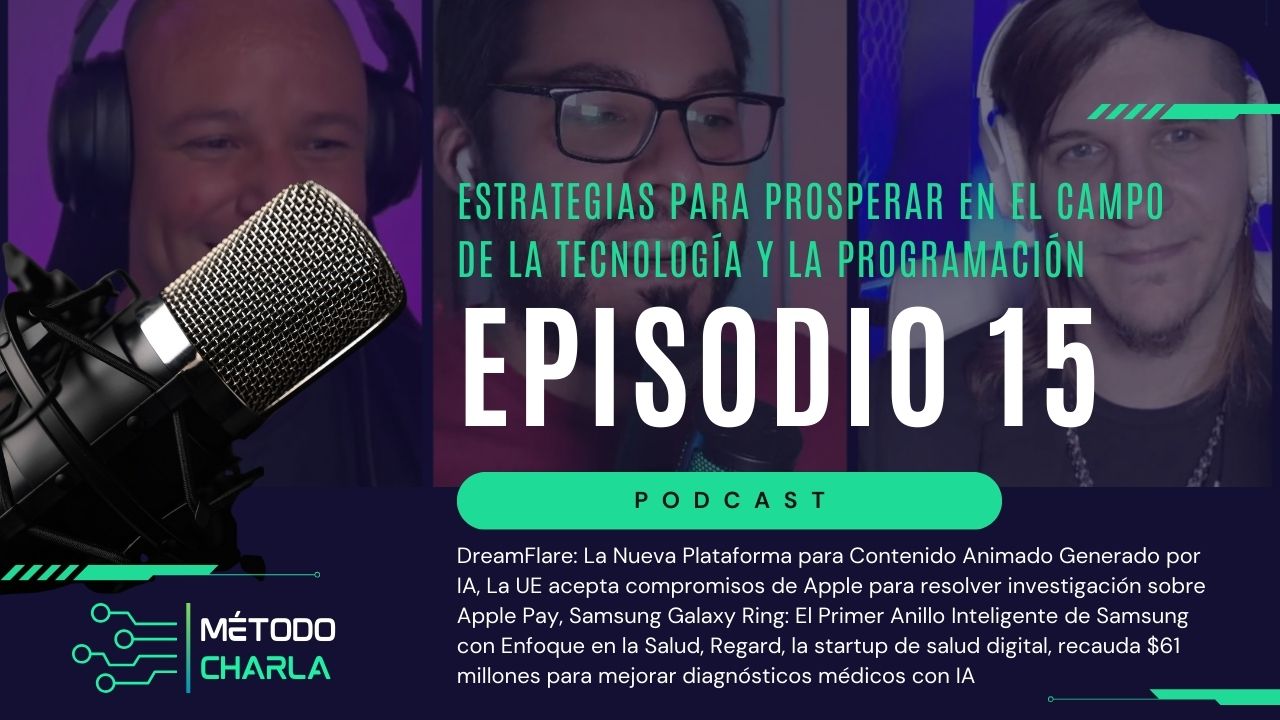 ESTRATEGIAS PARA PROSPERAR EN EL CAMPO
DE LA TECNOLOGÍA Y LA PROGRAMACIÓN
EPISODIO 15
PODCAST
DreamFlare: La Nueva Plataforma para Contenido Animado Generado por
IA, La UE acepta compromisos de Apple para resolver investigación sobre
Apple Pay, Samsung Galaxy Ring: El Primer Anillo Inteligente de Samsung
con Enfoque en la Salud, Regard, la startup de salud digital, recauda $61
millones para mejorar diagnósticos médicos con IA
MÉTODO
CHARLA